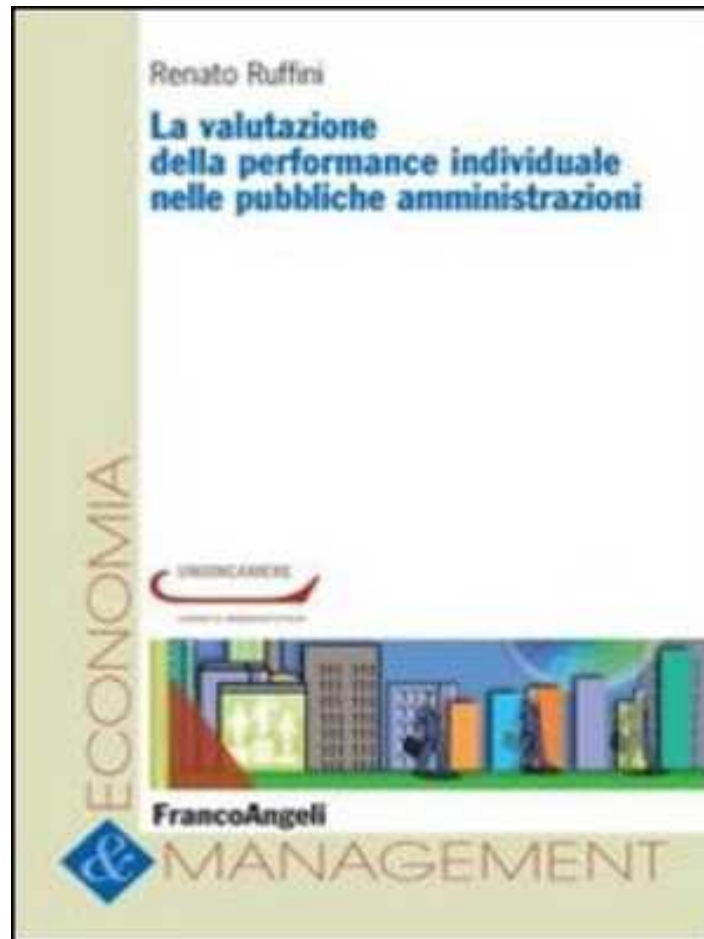 Renato Ruffini
La valutazione
della performance individuale
nelle pubbliche amministrazioni
UNIONCAMERE
FrancoAngeli
ECONOMIA
&
MANAGEMENT